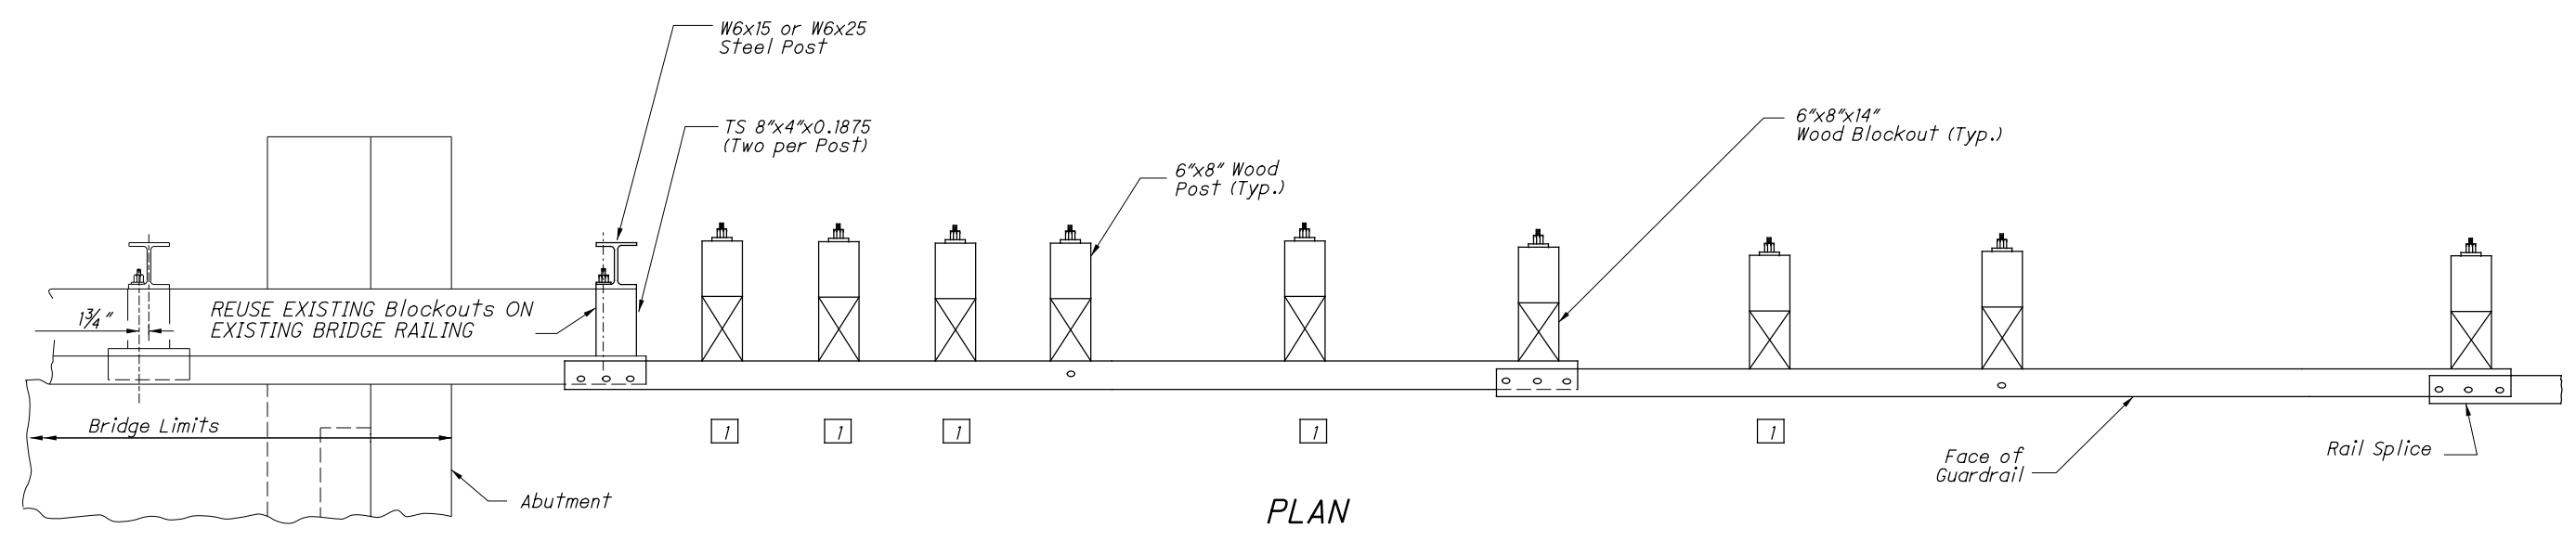 W6x15 or W6x25
Steel Post
TS 8"x4"x0.1875
(Two per Post)
6"x8" Wood
Post (Typ.)
6"x8"x14"
Wood Blockout (Typ.)
REUSE EXISTING Blockouts ON
EXISTING BRIDGE RAILING
1¾"
Bridge Limits
1
1
1
1
1
Abutment
Face of
Guardrail
Rail Splice
PLAN